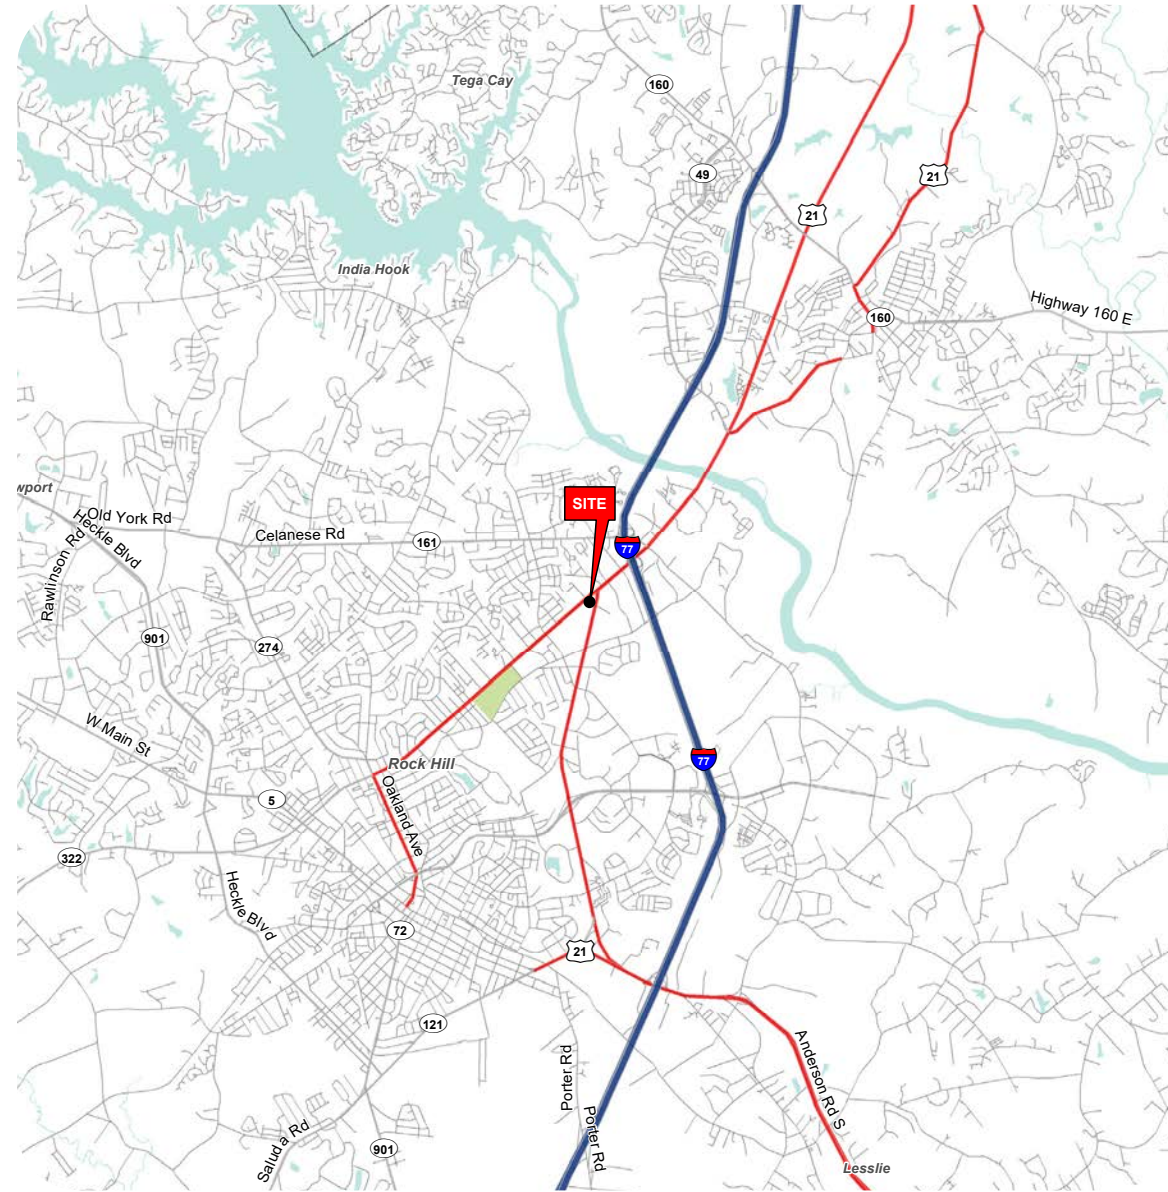 Tega Cay
160
49
21
21
India Hook
Highway 160 E
160
wport
SITE
Old York Rd
Heckle Blvd
Celanese Rd
161
77
Rawlinson Rd
901
274
W Main St
Rock Hill
77
Oakland Ave
5
322
Heckle Blvd
72
21
121
Anderson Rd S
Porter Rd
Porter Rd
Saluda Rd
901
Lesslie